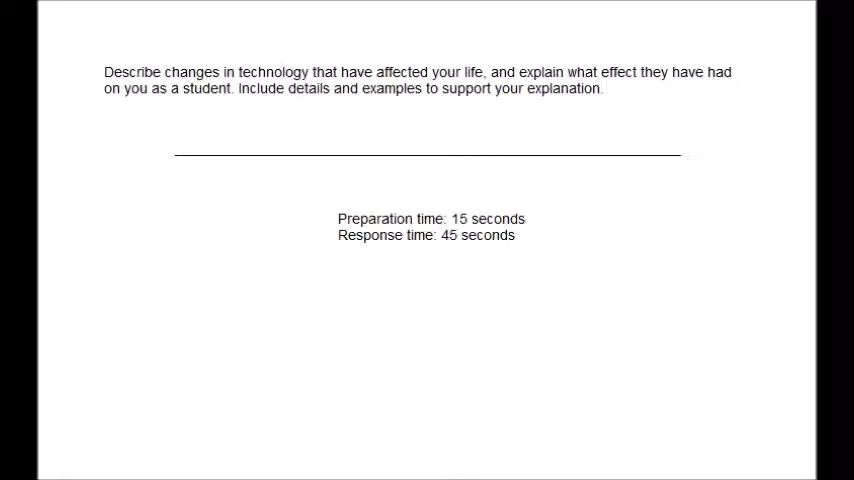 Describe changes in technology that have affected your life, and explain what effect they have had
on you as a student. Include details and examples to support your explanation.
Preparation time: 15 seconds
Response time: 45 seconds